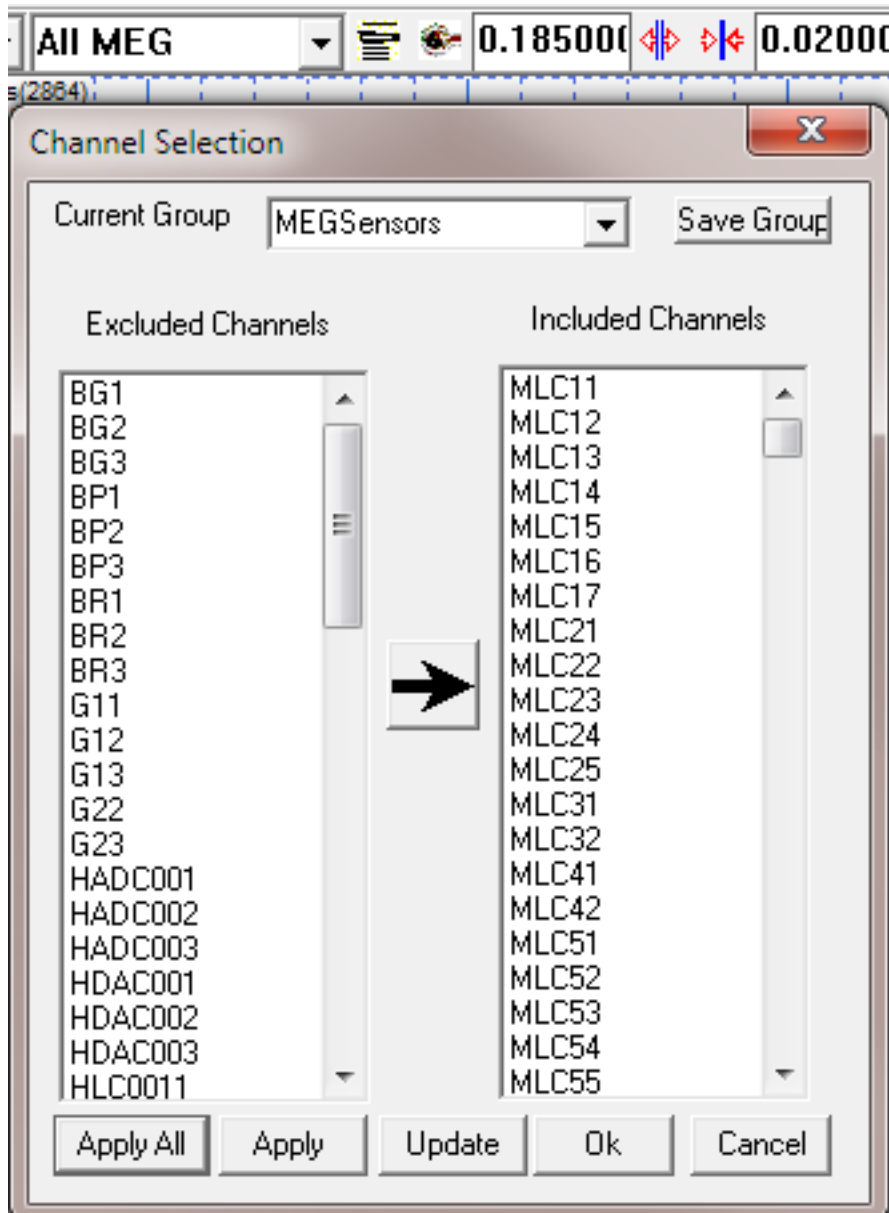 All MEG 0.185000 0.02000
s(2864)
Channel Selection
Current Group MEGSensors Save Group
Excluded Channels Included Channels
BG1
BG2
BG3
BP1
BP2
BP3
BR1
BR2
BR3
G11
G12
G13
G22
G23
HADC001
HADC002
HADC003
HDAC001
HDAC002
HDAC003
HLC0011
MLC11
MLC12
MLC13
MLC14
MLC15
MLC16
MLC17
MLC21
MLC22
MLC23
MLC24
MLC25
MLC31
MLC32
MLC41
MLC42
MLC51
MLC52
MLC53
MLC54
MLC55
Apply All Apply Update Ok Cancel